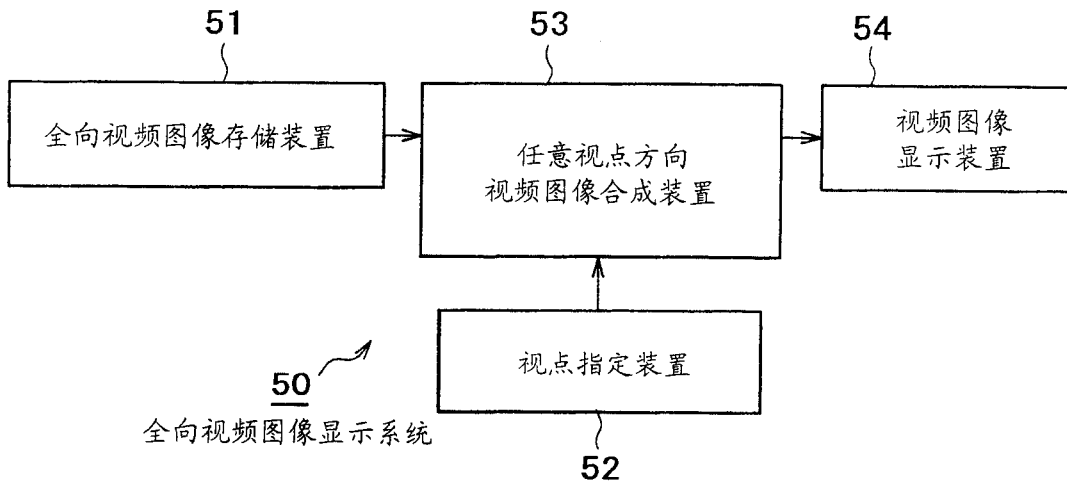 51
53
54
全向视频图像存储装置
任意视点方向
视频图像合成装置
视频图像
显示装置
视点指定装置
50
全向视频图像显示系统
52